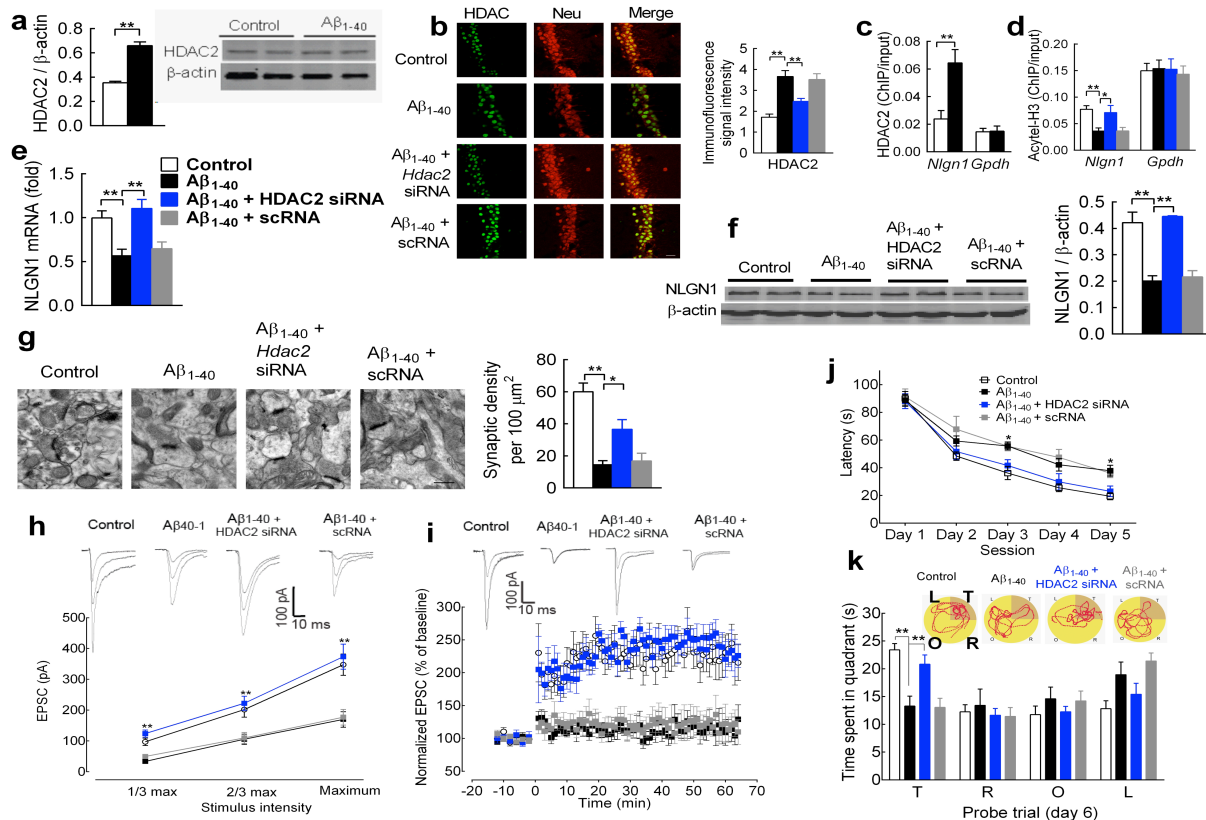 a
HDAC2/ β-actin
0.8
0.6
0.4
0.2
0.0
**
Control
Aβ1-40
HDAC2
β-actin
b
HDAC
Neu
Merge
Control
Aβ1-40
Aβ1-40 +
Hdac2
siRNA
Aβ1-40 +
scRNA
Immunofluorescence
signal intensity
5
4
3
2
1
0
**
**
HDAC2
c
HDAC2 (ChIP/input)
0.08
0.06
0.04
0.02
0.00
**
Nlgn1
Gpdh
d
Acytel-H3 (ChIP/input)
0.20
0.15
0.10
0.05
0.00
**
*
Nlgn1
Gpdh
e
NLGN1 mRNA (fold)
1.5
1.0
0.5
0.0
**
**
Control
Aβ1-40
Aβ1-40 + HDAC2 siRNA
Aβ1-40 + scRNA
f
Control
Aβ1-40
Aβ1-40 +
HDAC2
siRNA
Aβ1-40 +
scRNA
NLGN1
β-actin
NLGN1 / β-actin
0.5
0.4
0.3
0.2
0.1
0.0
**
**
g
Control
Aβ1-40
Aβ1-40 +
Hdac2
siRNA
Aβ1-40 +
scRNA
Synaptic density
per 100 μm2
80
60
40
20
0
**
*
h
Control
Aβ40-1
Aβ1-40 +
HDAC2 siRNA
Aβ1-40 +
scRNA
100 pA
10 ms
EPSC (pA)
500
400
300
200
100
0
**
**
**
1/3 max
2/3 max
Maximum
Stimulus intensity
i
Control
Aβ40-1
Aβ1-40 +
HDAC2 siRNA
Aβ1-40 +
scRNA
100 pA
10 ms
Normalized EPSC (% of baseline)
300
250
200
150
100
50
-20
-10
0
10
20
30
40
50
60
70
Time (min)
j
Control
Aβ1-40
Aβ1-40 + HDAC2 siRNA
Aβ1-40 + scRNA
Latency (s)
100
80
60
40
20
0
*
*
Day 1
Day 2
Day 3
Day 4
Day 5
Session
k
Control
Aβ1-40
Aβ1-40 +
HDAC2 siRNA
Aβ1-40 +
scRNA
L T
O R
L T
O R
L T
O R
L T
O R
Time spent in quadrant (s)
30
25
20
15
10
5
0
**
**
T
R
O
L
Probe trial (day 6)